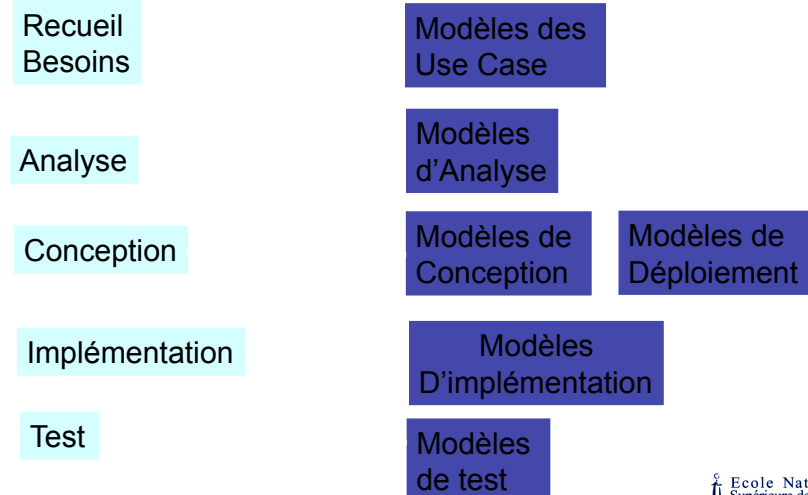 Recueil
Besoins
Modèles des
Use Case
Analyse
Modèles
d’Analyse
Conception
Modèles de
Conception
Modèles de
Déploiement
Implémentation
Modèles
D’implémentation
Test
Modèles
de test
Ecole